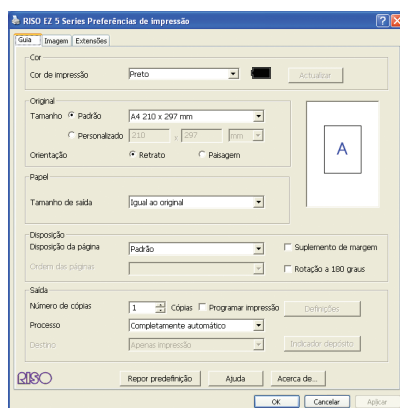 RISO EZ 5 Series Preferências de impressão
Guia Imagem Extensões
Cor
Cor de impressão Preto Actualizar
Original
Tamanho Padrão A4 210 x 297 mm
Personalizado 210 x 297 mm
Orientação Retrato Paisagem
A
Papel
Tamanho de saída Igual ao original
Disposição
Disposição da página Padrão Suplemento de margem
Ordem das páginas Rotação a 180 graus
Saída
Número de cópias 1 Cópias Programar impressão Definições
Processo Completamente automático
Destino Apenas impressão Indicador depósito
RISO Repor predefinição Ajuda Acerca de...
OK Cancelar Aplicar